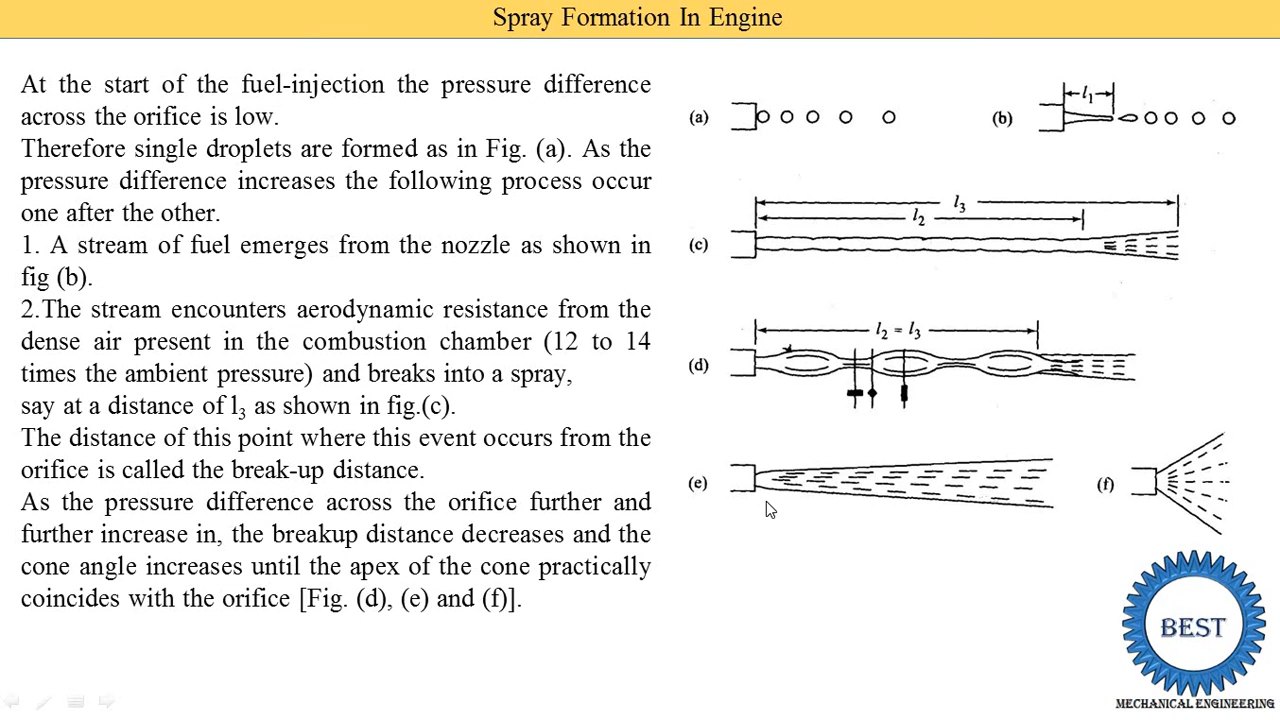 Spray Formation In Engine
At the start of the fuel-injection the pressure difference
across the orifice is low.
Therefore single droplets are formed as in Fig. (a). As the
pressure difference increases the following process occur
one after the other.
1. A stream of fuel emerges from the nozzle as shown in
fig (b).
2.The stream encounters aerodynamic resistance from the
dense air present in the combustion chamber (12 to 14
times the ambient pressure) and breaks into a spray,
say at a distance of l₃ as shown in fig.(c).
The distance of this point where this event occurs from the
orifice is called the break-up distance.
As the pressure difference across the orifice further and
further increase in, the breakup distance decreases and the
cone angle increases until the apex of the cone practically
coincides with the orifice [Fig. (d), (e) and (f)].
(a)
(b)
l₁
(c)
l₃
l₂
(d)
l₂ = l₃
(e)
(f)
BEST
MECHANICAL ENGINEERING